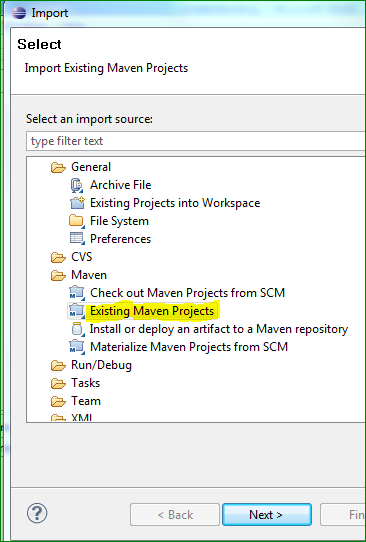 Import
Select
Import Existing Maven Projects
Select an import source:
type filter text
General
Archive File
Existing Projects into Workspace
File System
Preferences
CVS
Maven
Check out Maven Projects from SCM
Existing Maven Projects
Install or deploy an artifact to a Maven repository
Materialize Maven Projects from SCM
Run/Debug
Tasks
Team
XML
?
< Back
Next >
Fin